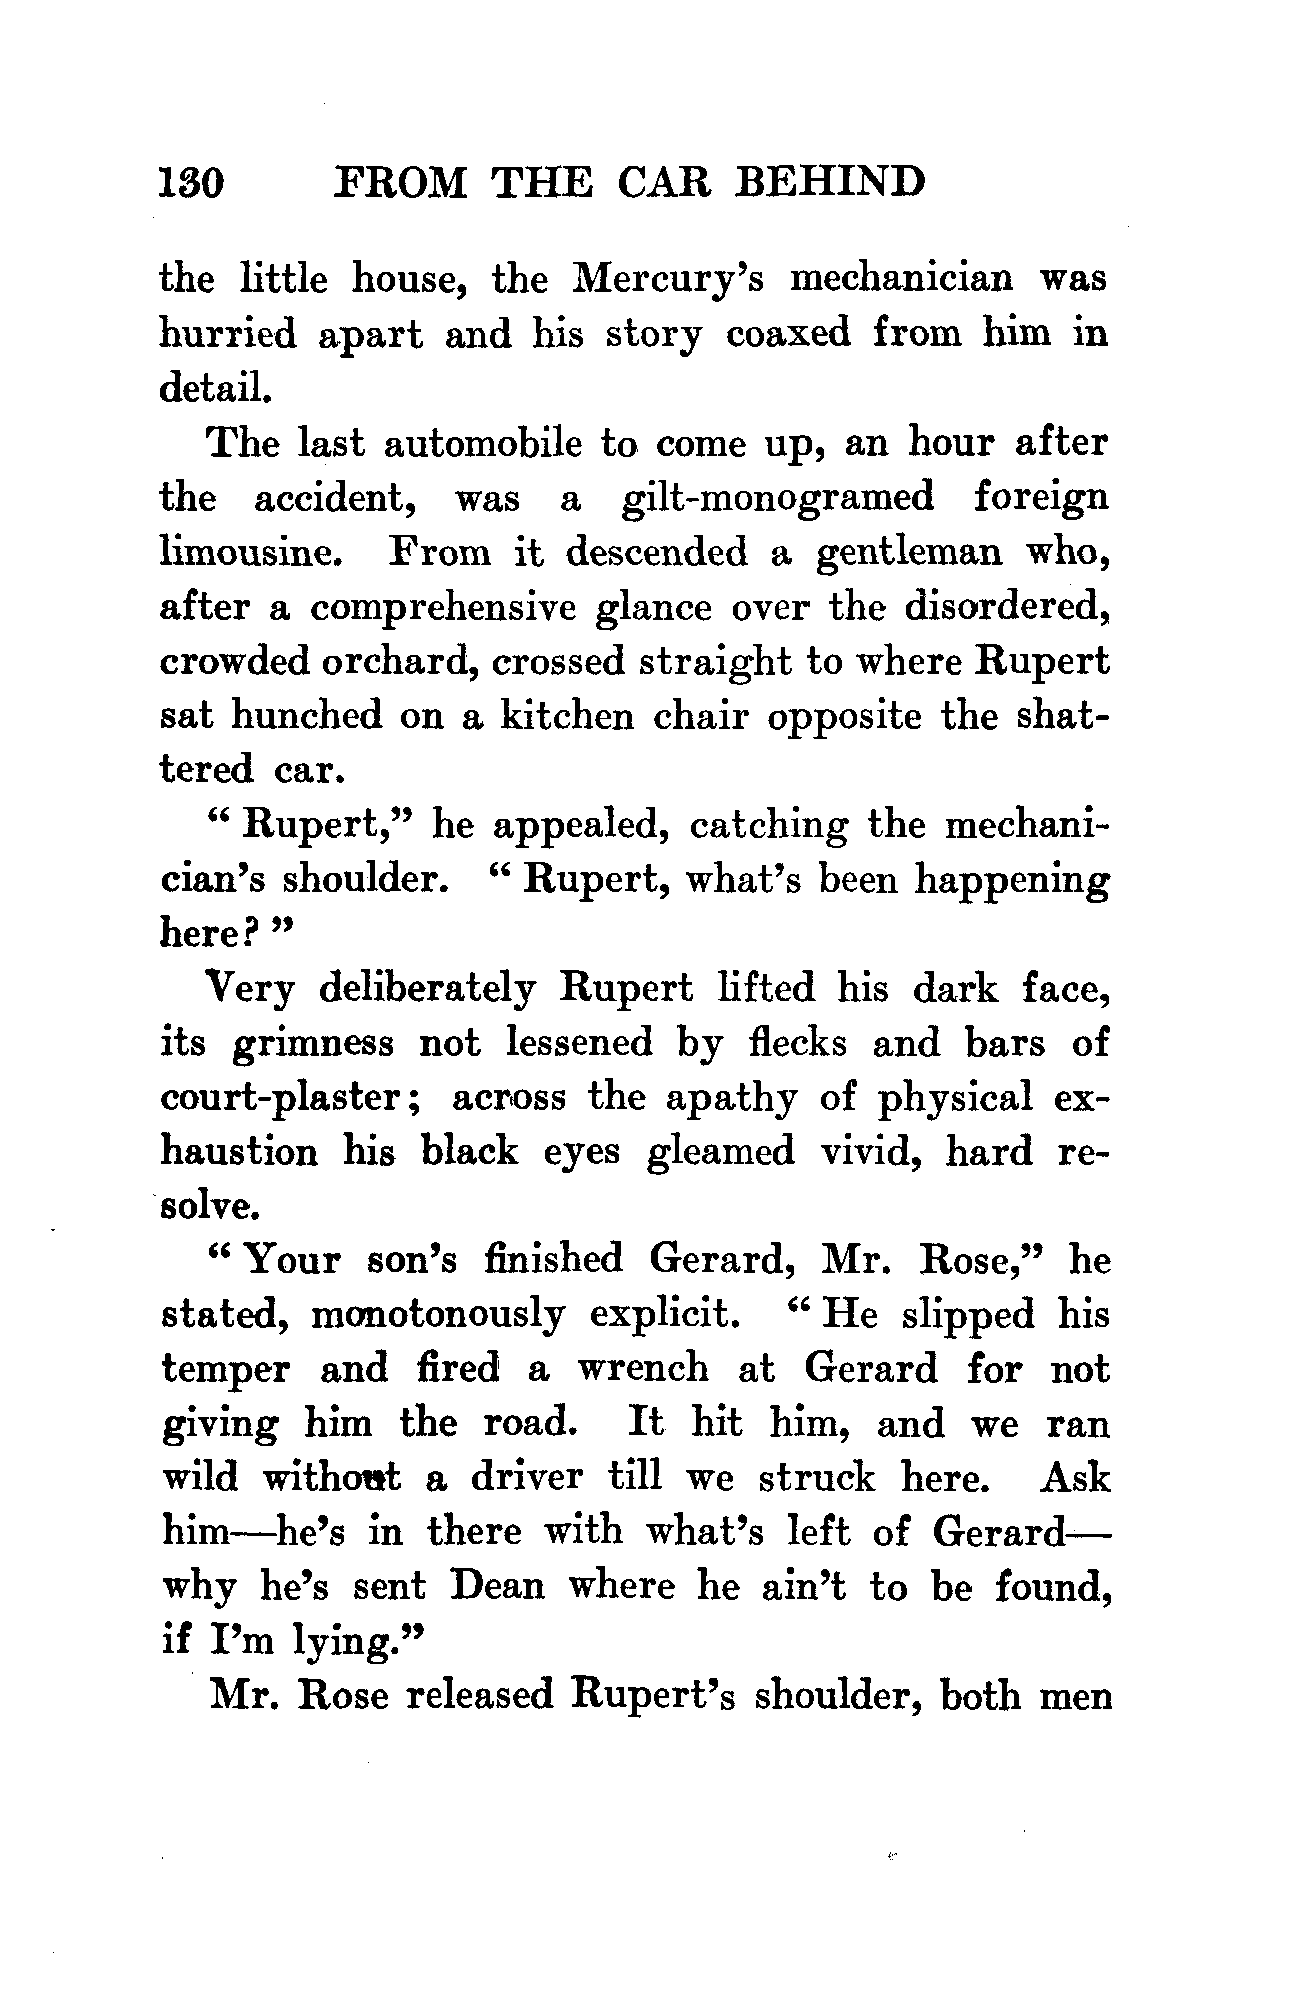 130 FROM THE CAR BEHIND
the little house, the Mercury's mechanician was
hurried apart and his story coaxed from him in
detail.
The last automobile to come up, an hour after
the accident, was a gilt-monogramed foreign
limousine. From it descended a gentleman who,
after a comprehensive glance over the disordered,
crowded orchard, crossed straight to where Rupert
sat hunched on a kitchen chair opposite the shat-
tered car.
“ Rupert,” he appealed, catching the mechani-
cian's shoulder. “ Rupert, what's been happening
here? ”
Very deliberately Rupert lifted his dark face,
its grimness not lessened by flecks and bars of
court-plaster; across the apathy of physical ex-
haustion his black eyes gleamed vivid, hard re-
solve.
“ Your son's finished Gerard, Mr. Rose,” he
stated, monotonously explicit. “ He slipped his
temper and fired a wrench at Gerard for not
giving him the road. It hit him, and we ran
wild without a driver till we struck here. Ask
him—he's in there with what's left of Gerard—
why he's sent Dean where he ain't to be found,
if I'm lying.”
Mr. Rose released Rupert's shoulder, both men